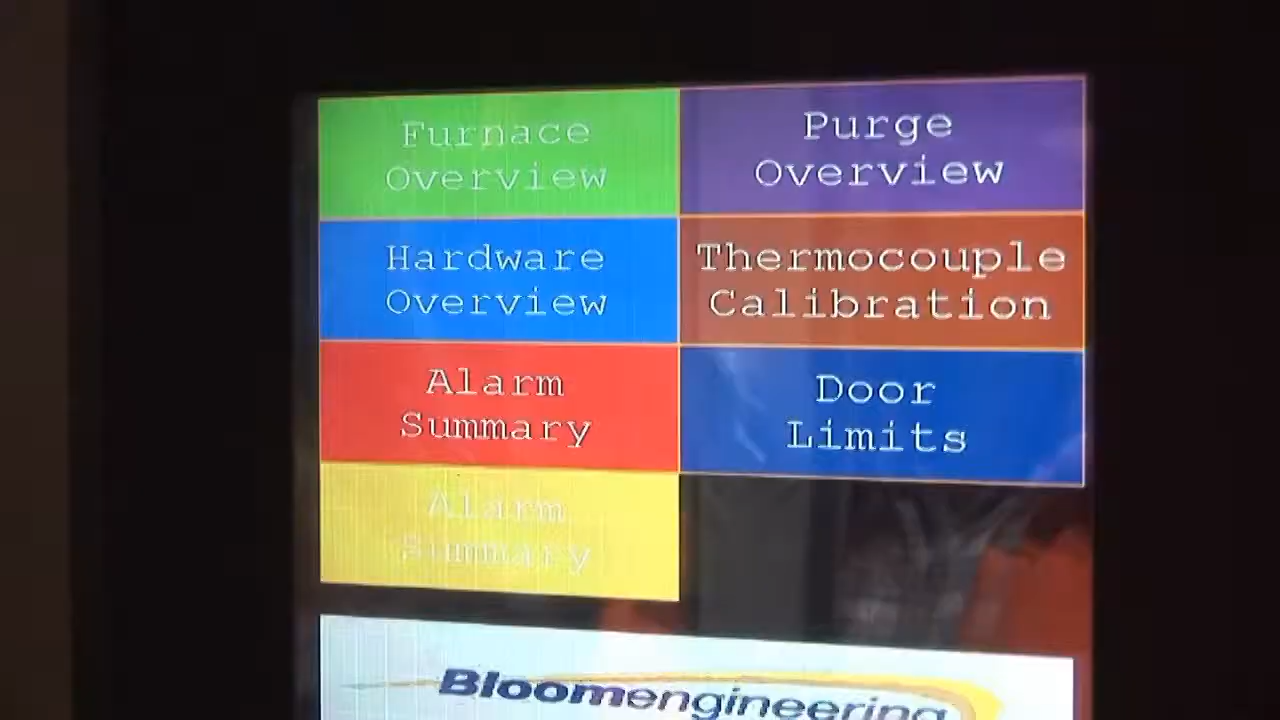 Furnace
Overview
Purge
Overview
Hardware
Overview
Thermocouple
Calibration
Alarm
Summary
Door
Limits
Alarm
Summary
Bloomengineering